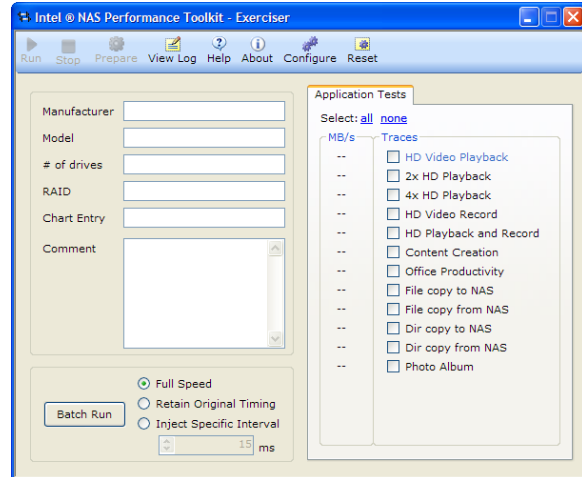 Intel ® NAS Performance Toolkit - Exerciser
Run Stop Prepare View Log Help About Configure Reset
Manufacturer
Model
# of drives
RAID
Chart Entry
Comment
Batch Run
Full Speed
Retain Original Timing
Inject Specific Interval
15 ms
Application Tests
Select: all none
MB/s Traces
-- HD Video Playback
-- 2x HD Playback
-- 4x HD Playback
-- HD Video Record
-- HD Playback and Record
-- Content Creation
-- Office Productivity
-- File copy to NAS
-- File copy from NAS
-- Dir copy to NAS
-- Dir copy from NAS
-- Photo Album